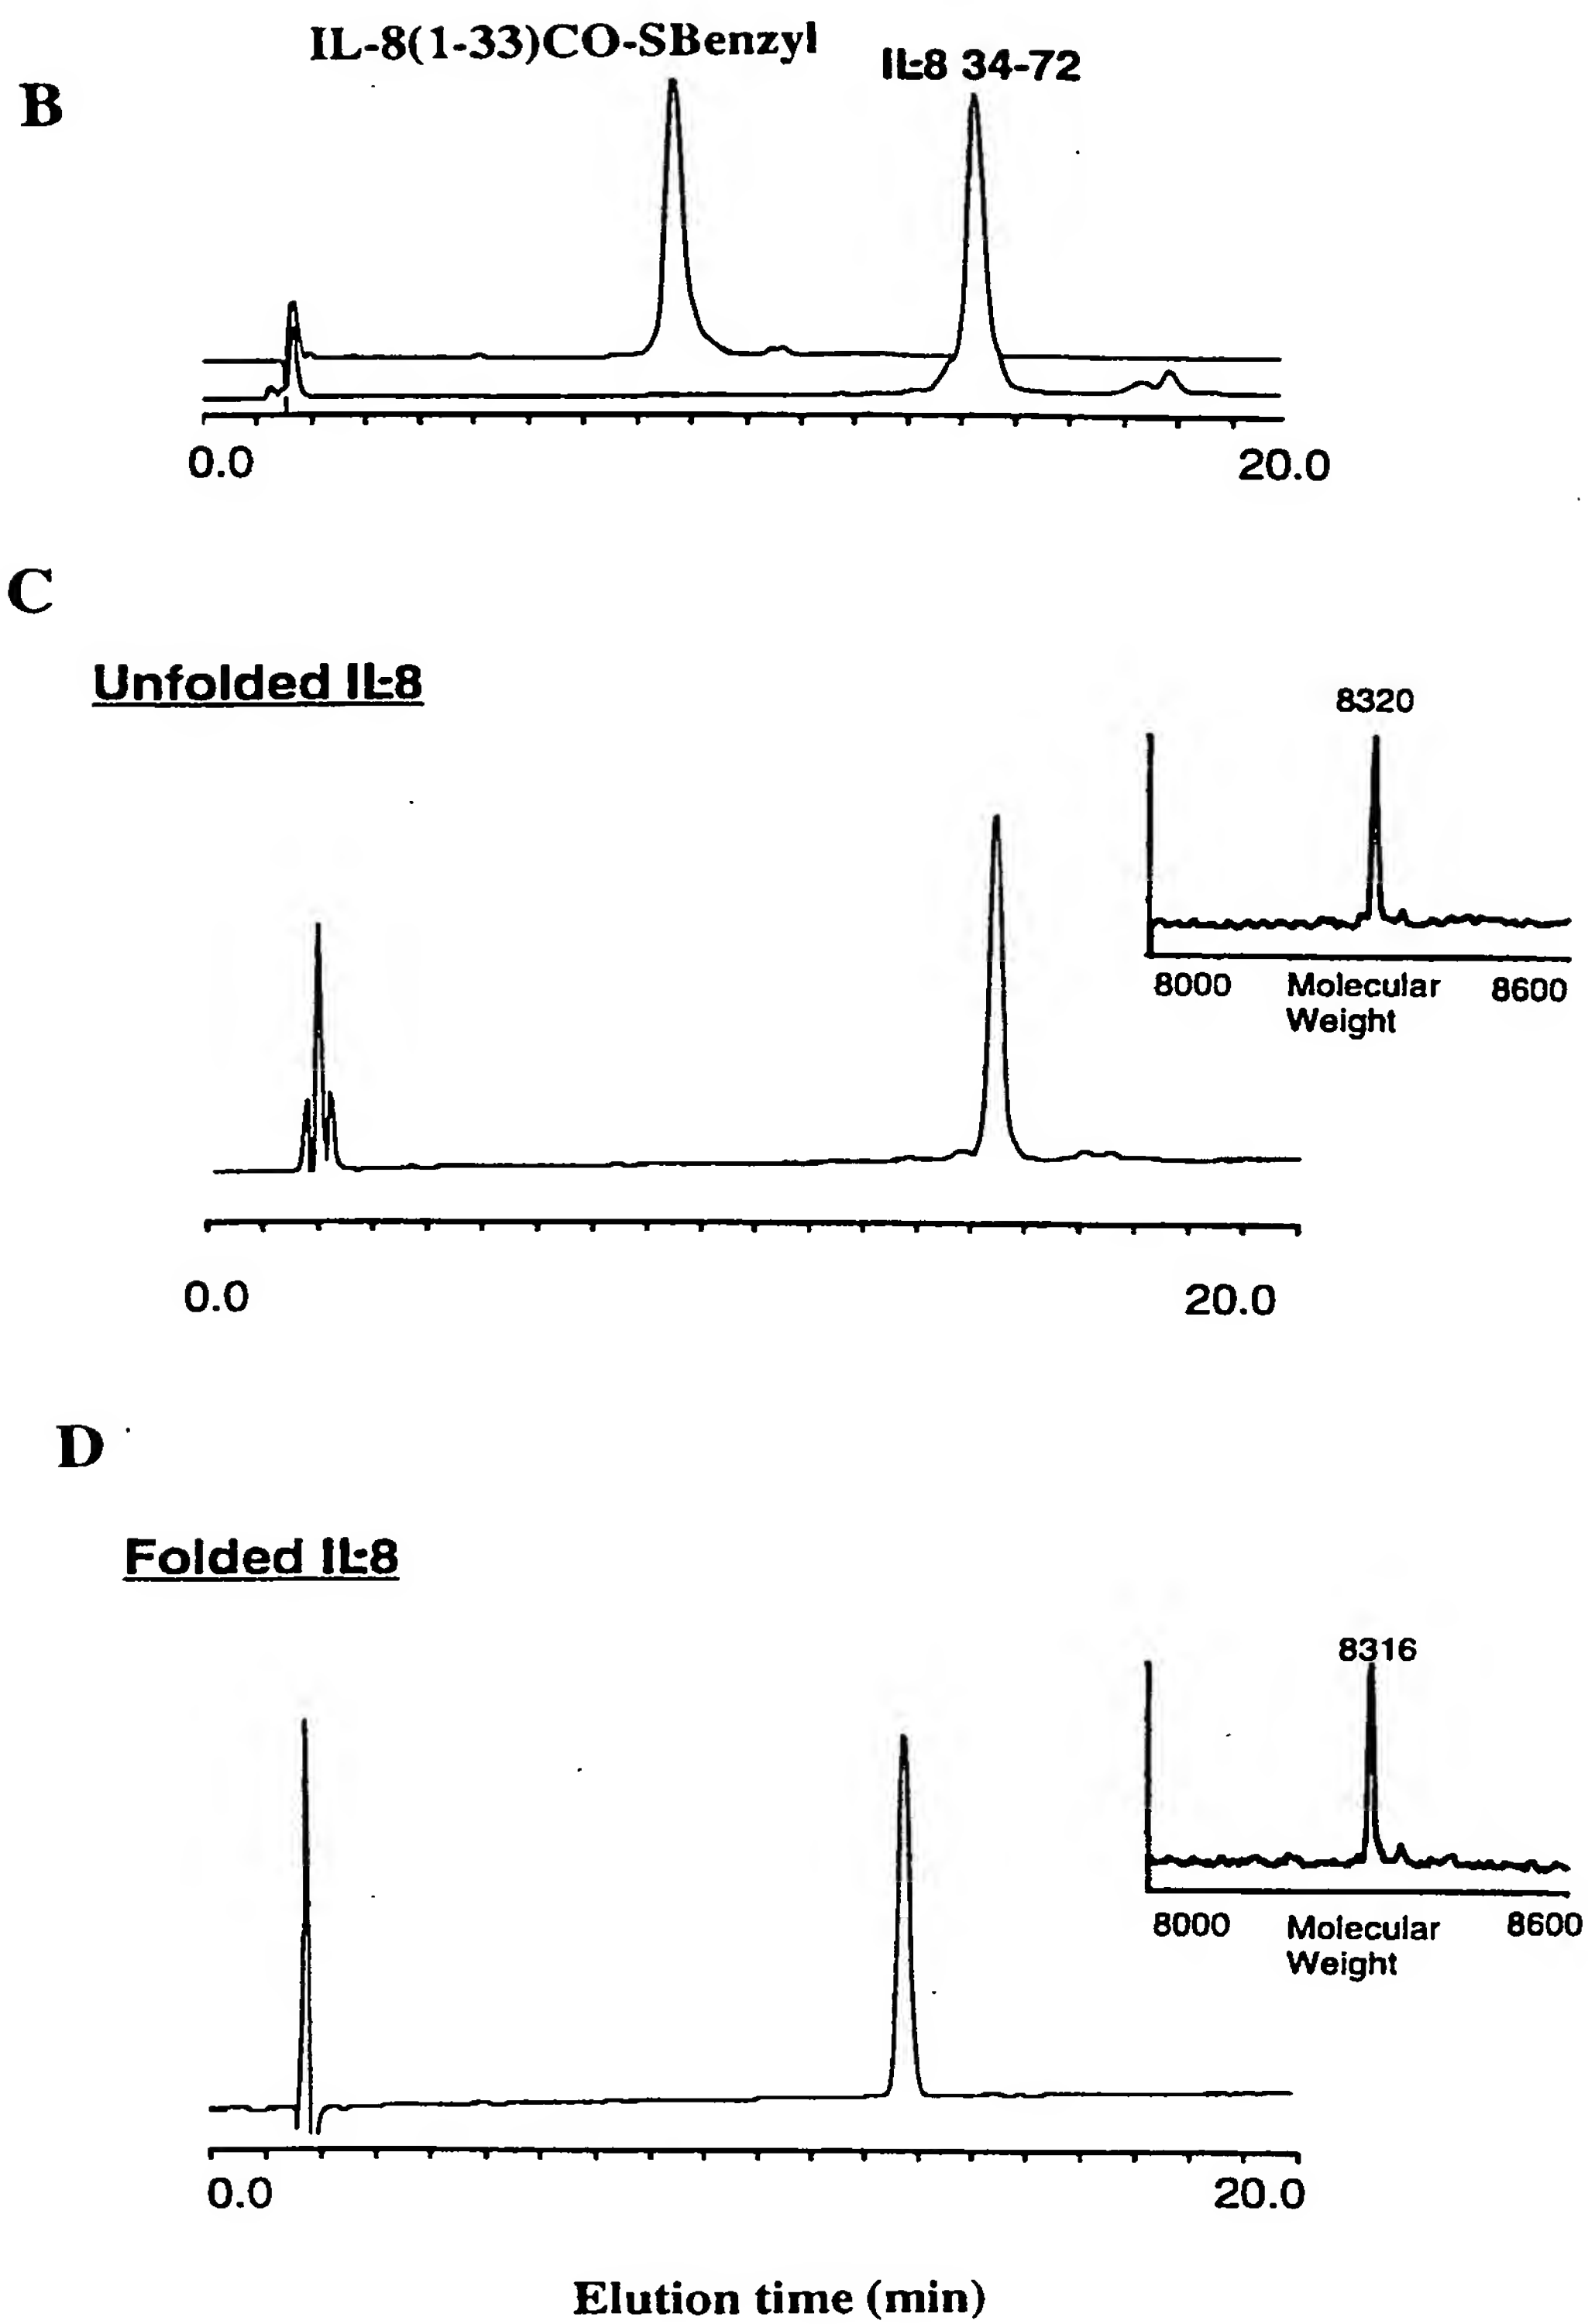 B
IL-8(1-33)CO-SBenzyl
IL-8 34-72
0.0
20.0
C
Unfolded IL-8
8320
8000
Molecular
Weight
8600
0.0
20.0
D
Folded IL-8
8316
8000
Molecular
Weight
8600
0.0
20.0
Elution time (min)